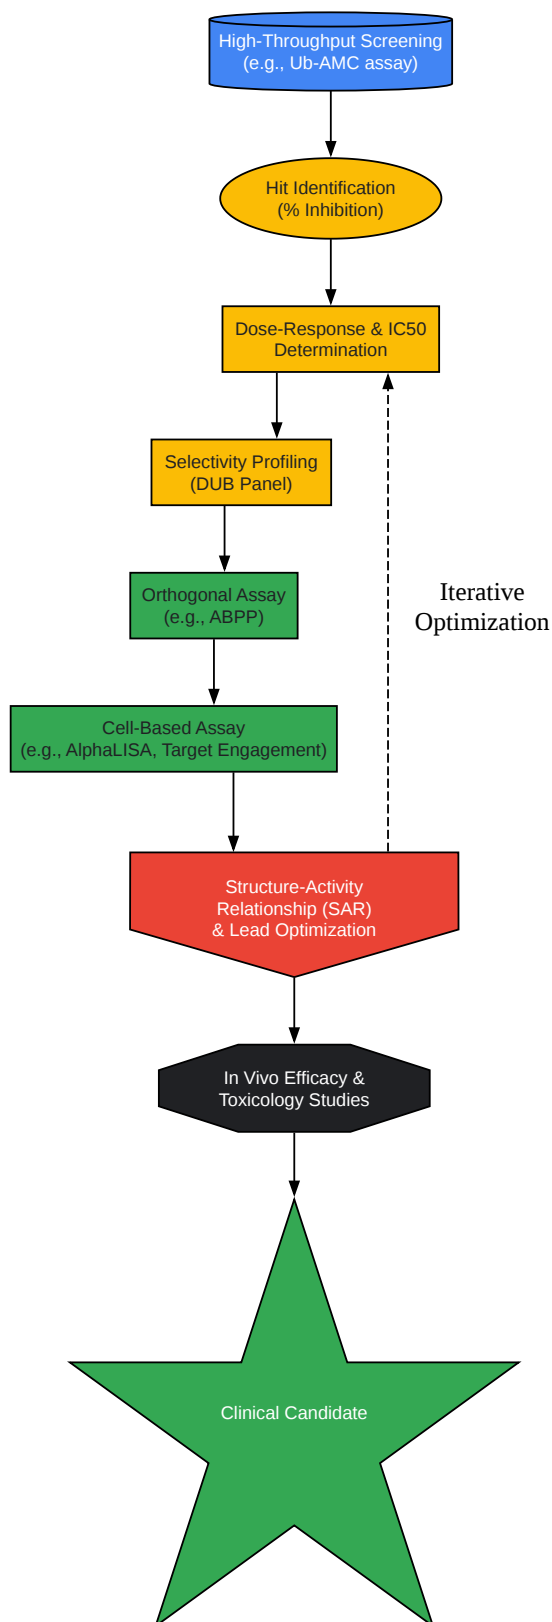 High-Throughput Screening
(e.g., Ub-AMC assay)
Hit Identification
(% Inhibition)
Dose-Response & IC50
Determination
Selectivity Profiling
(DUB Panel)
Orthogonal Assay
(e.g., ABPP)
Iterative
Optimization
Cell-Based Assay
(e.g., AlphaLISA, Target Engagement)
Structure-Activity
Relationship (SAR)
& Lead Optimization
In Vivo Efficacy &
Toxicology Studies
Clinical Candidate